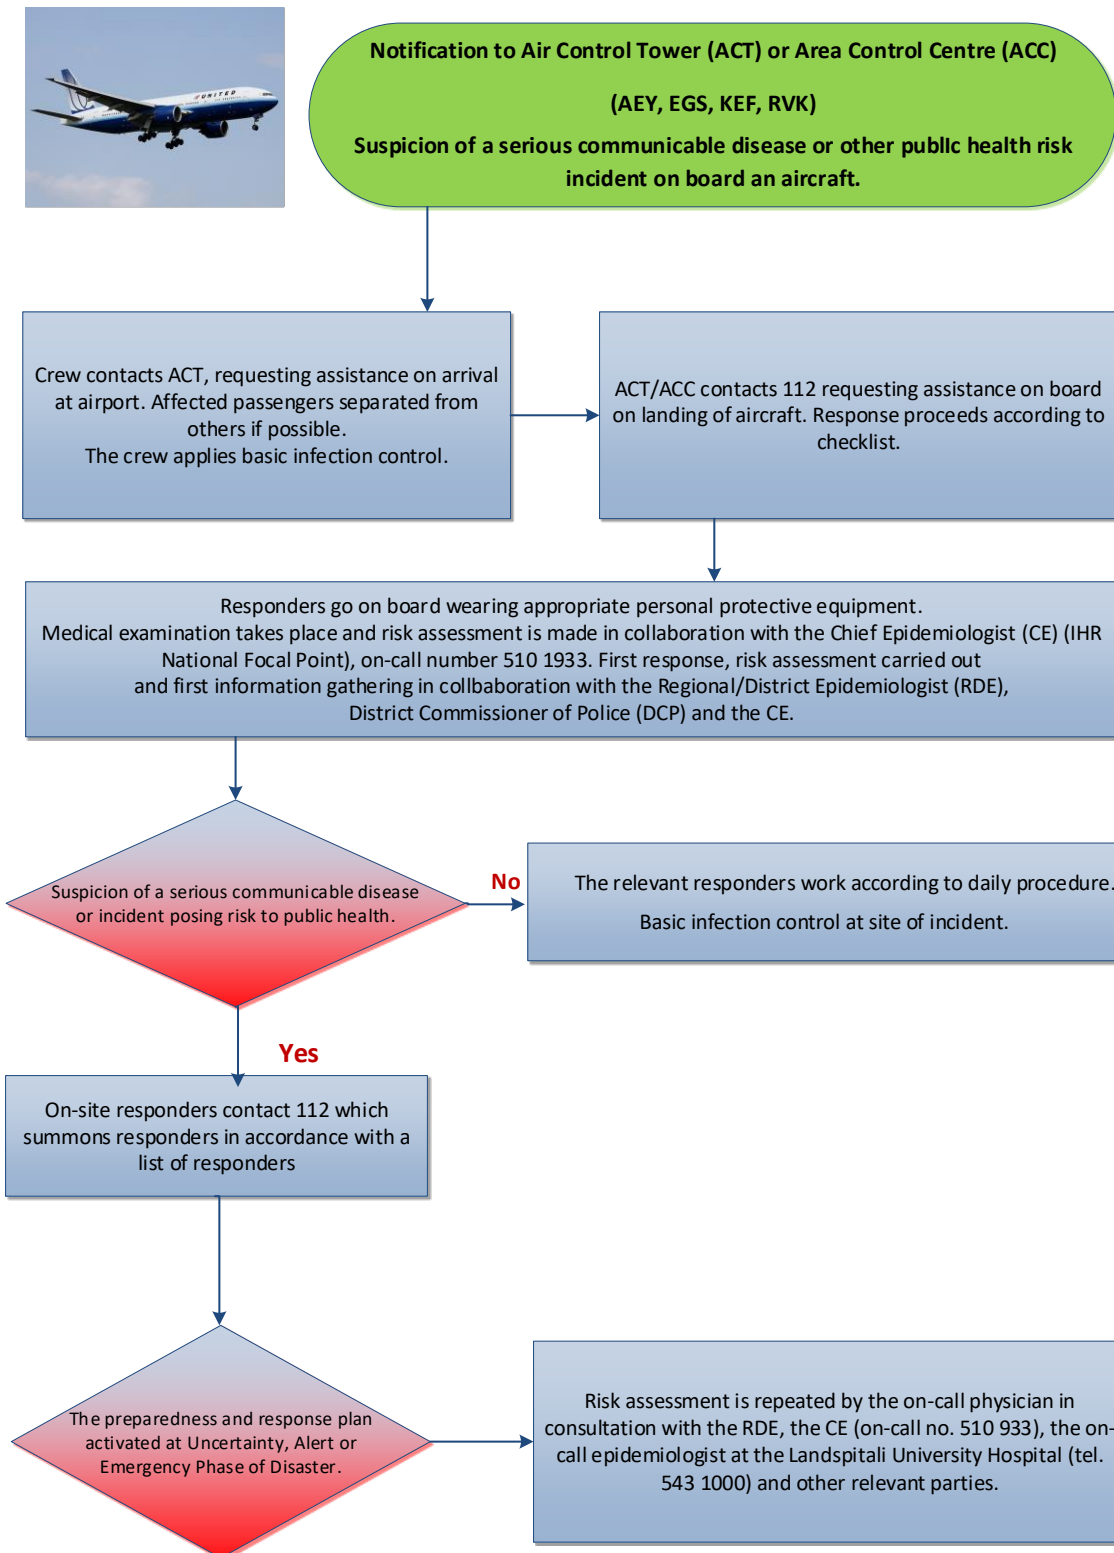 UNITED
Notification to Air Control Tower (ACT) or Area Control Centre (ACC)
(AEY, EGS, KEF, RVK)
Suspicion of a serious communicable disease or other public health risk
incident on board an aircraft.
Crew contacts ACT, requesting assistance on arrival
at airport. Affected passengers separated from
others if possible.
The crew applies basic infection control.
ACT/ACC contacts 112 requesting assistance on board
on landing of aircraft. Response proceeds according to
checklist.
Responders go on board wearing appropriate personal protective equipment.
Medical examination takes place and risk assessment is made in collaboration with the Chief Epidemiologist (CE) (IHR
National Focal Point), on-call number 510 1933. First response, risk assessment carried out
and first information gathering in collbaboration with the Regional/District Epidemiologist (RDE),
District Commissioner of Police (DCP) and the CE.
Suspicion of a serious communicable disease
or incident posing risk to public health.
No
The relevant responders work according to daily procedure.
Basic infection control at site of incident.
Yes
On-site responders contact 112 which
summons responders in accordance with a
list of responders
The preparedness and response plan
activated at Uncertainty, Alert or
Emergency Phase of Disaster.
Risk assessment is repeated by the on-call physician in
consultation with the RDE, the CE (on-call no. 510 933), the on-
call epidemiologist at the Landspitali University Hospital (tel.
543 1000) and other relevant parties.